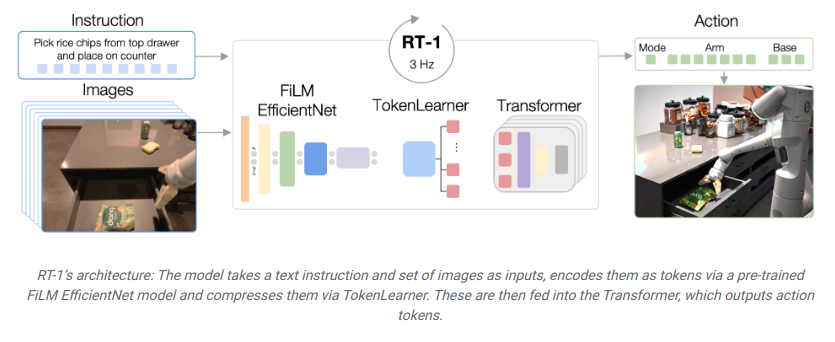 Instruction
Pick rice chips from top drawer
and place on counter
Images
RT-1
3 Hz
FiLM
EfficientNet
TokenLearner
Transformer
Action
Mode Arm Base
RT-1's architecture: The model takes a text instruction and set of images as inputs, encodes them as tokens via a pre-trained
FiLM EfficientNet model and compresses them via TokenLearner. These are then fed into the Transformer, which outputs action
tokens.